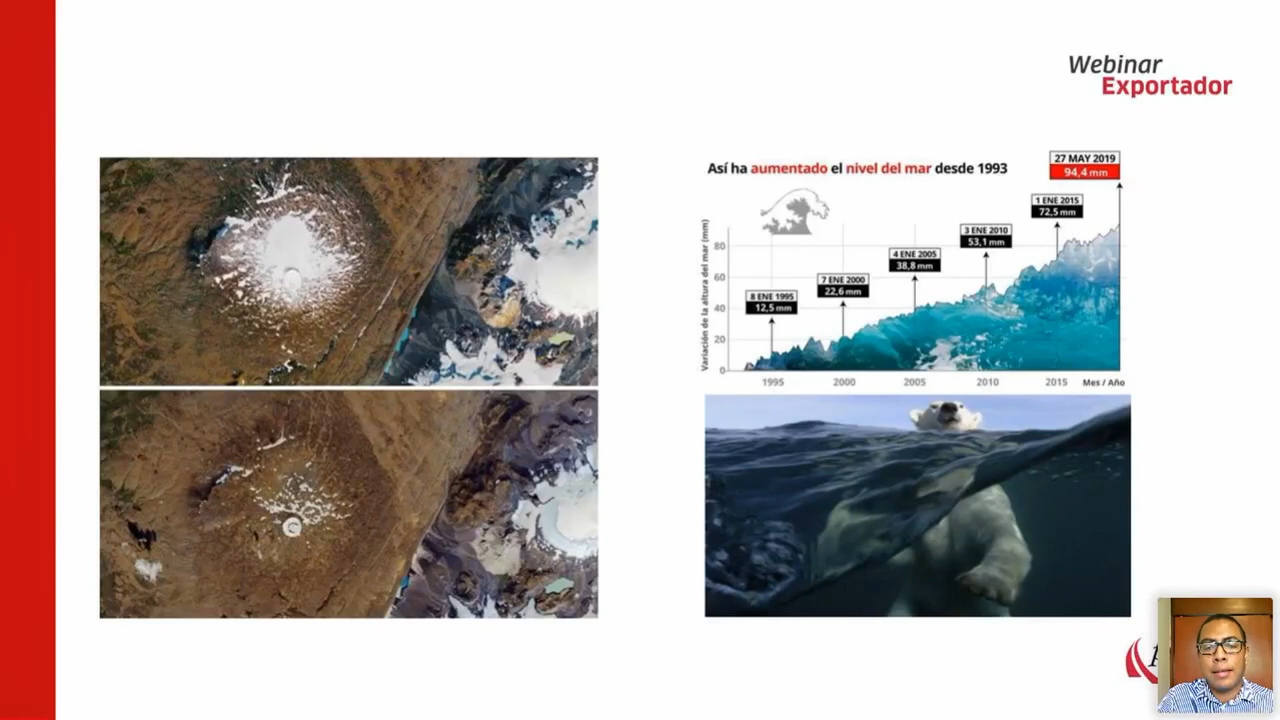 Webinar
Exportador
Así ha aumentado el nivel del mar desde 1993
27 MAY 2019
94,4 mm
1 ENE 2015
72,5 mm
3 ENE 2010
53,1 mm
4 ENE 2005
38,8 mm
7 ENE 2000
22,6 mm
8 ENE 1995
12,5 mm
Variación de la altura del mar (mm)
80
60
40
20
0
1995 2000 2005 2010 2015 Mes / Año